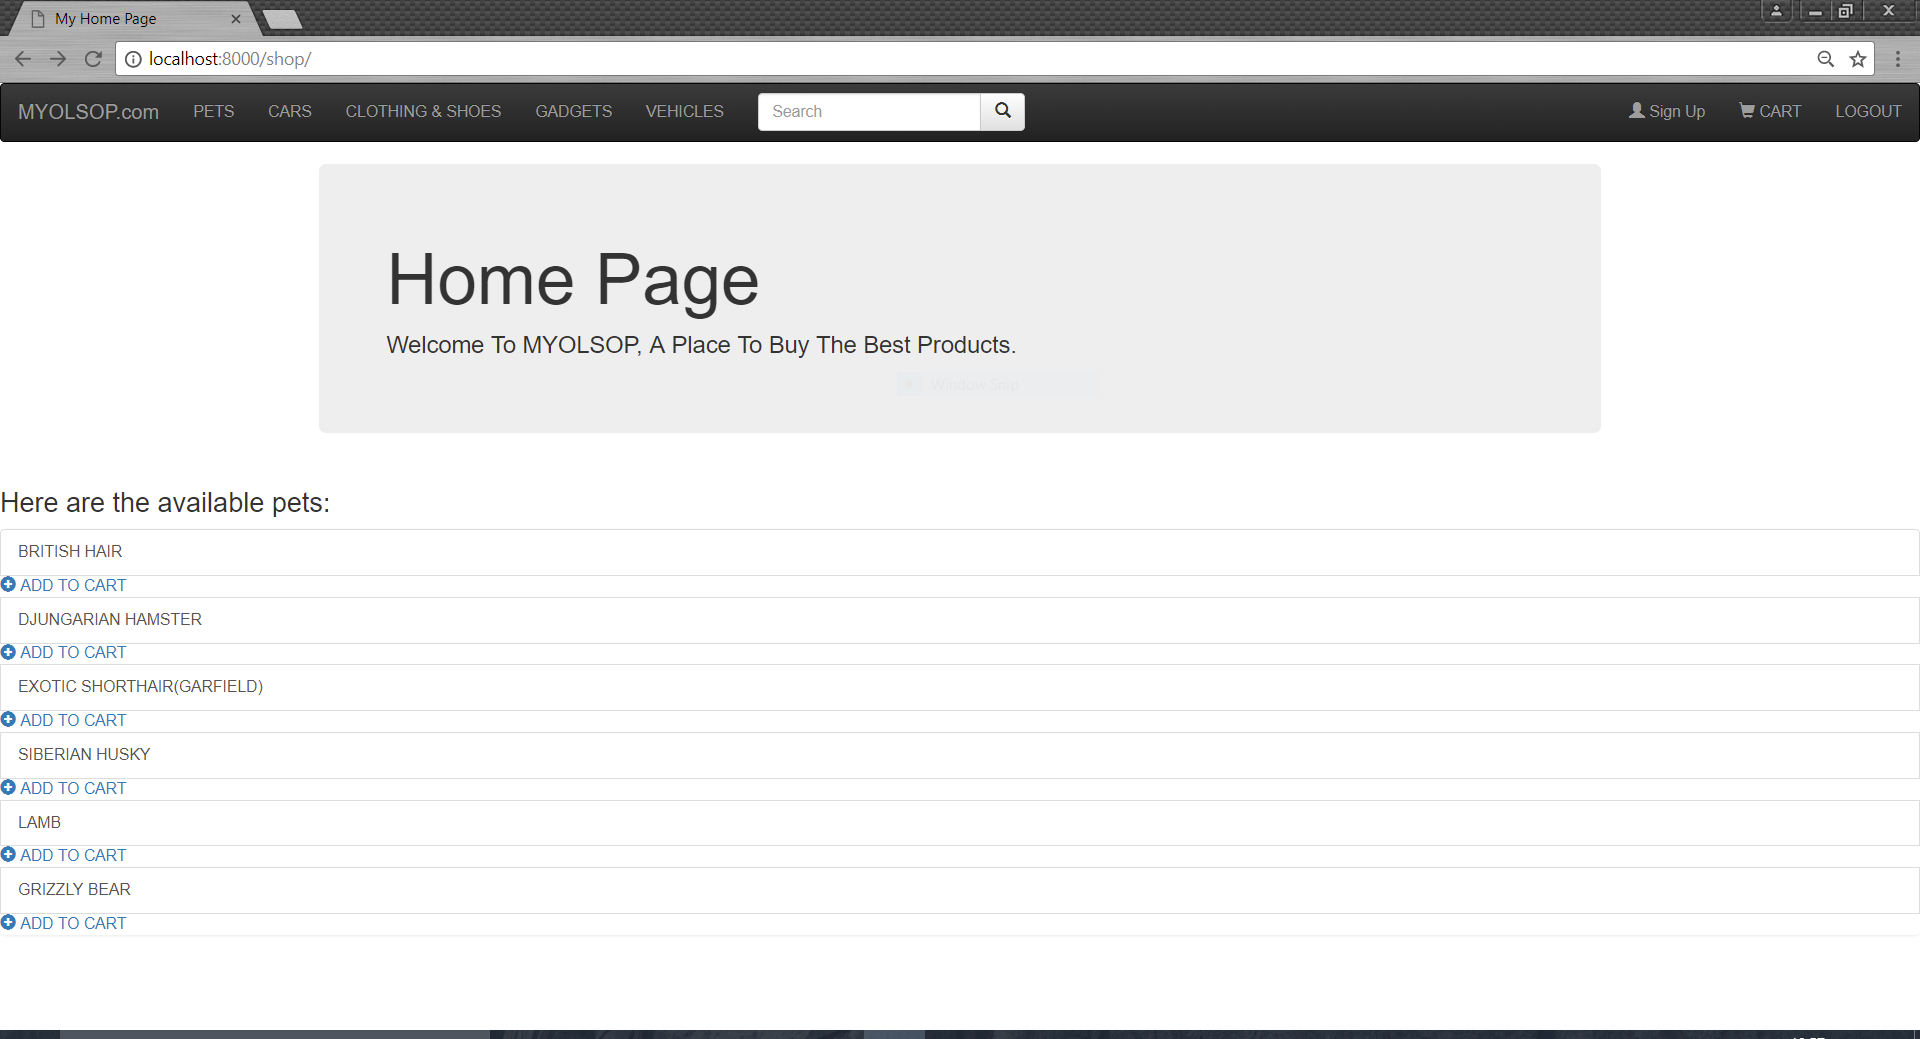 My Home Page
localhost:8000/shop/
MYOLSOP.com PETS CARS CLOTHING & SHOES GADGETS VEHICLES Search Sign Up CART LOGOUT
Home Page
Welcome To MYOLSOP, A Place To Buy The Best Products.
Window Snip
Here are the available pets:
BRITISH HAIR
ADD TO CART
DJUNGARIAN HAMSTER
ADD TO CART
EXOTIC SHORTHAIR(GARFIELD)
ADD TO CART
SIBERIAN HUSKY
ADD TO CART
LAMB
ADD TO CART
GRIZZLY BEAR
ADD TO CART